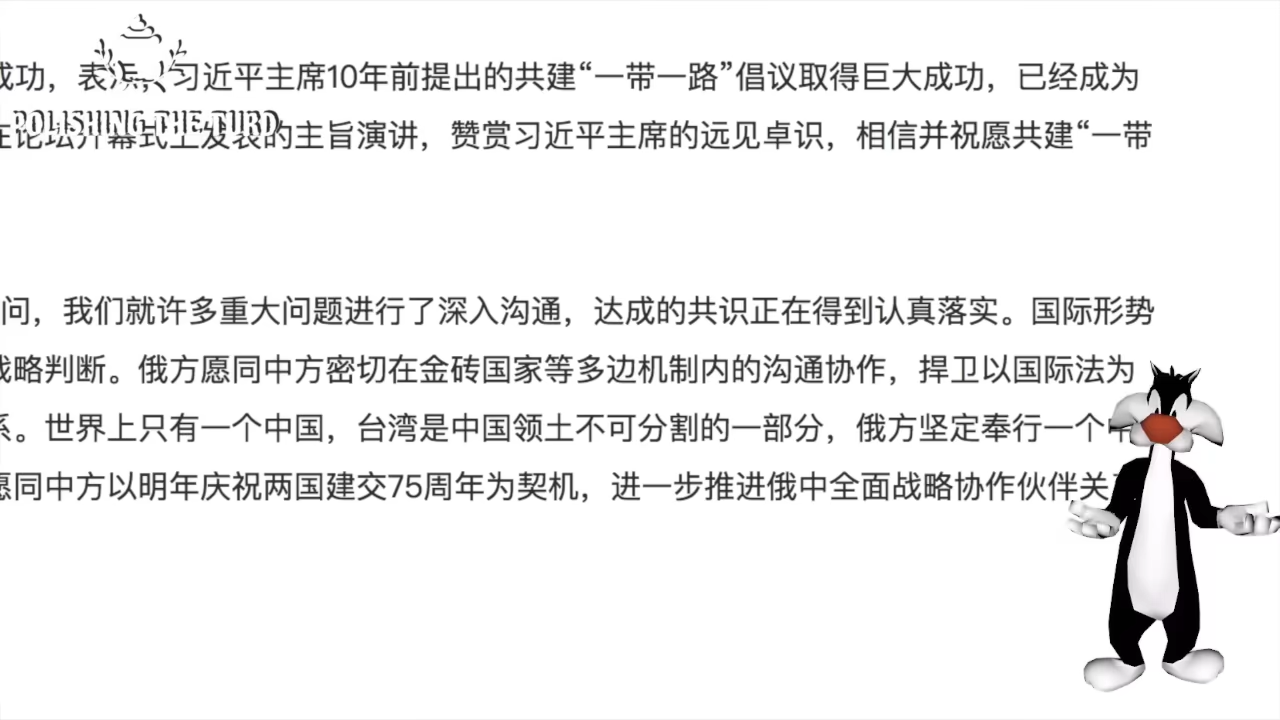 成功，表示，习近平主席10年前提出的共建“一带一路”倡议取得巨大成功，已经成为
POLISHING THE TURD
在论坛开幕式上发表的主旨演讲，赞赏习近平主席的远见卓识，相信并祝愿共建“一带
问，我们就许多重大问题进行了深入沟通，达成的共识正在得到认真落实。国际形势
战略判断。俄方愿同中方密切在金砖国家等多边机制内的沟通协作，捍卫以国际法为
系。世界上只有一个中国，台湾是中国领土不可分割的一部分，俄方坚定奉行一个中
愿同中方以明年庆祝两国建交75周年为契机，进一步推进俄中全面战略协作伙伴关